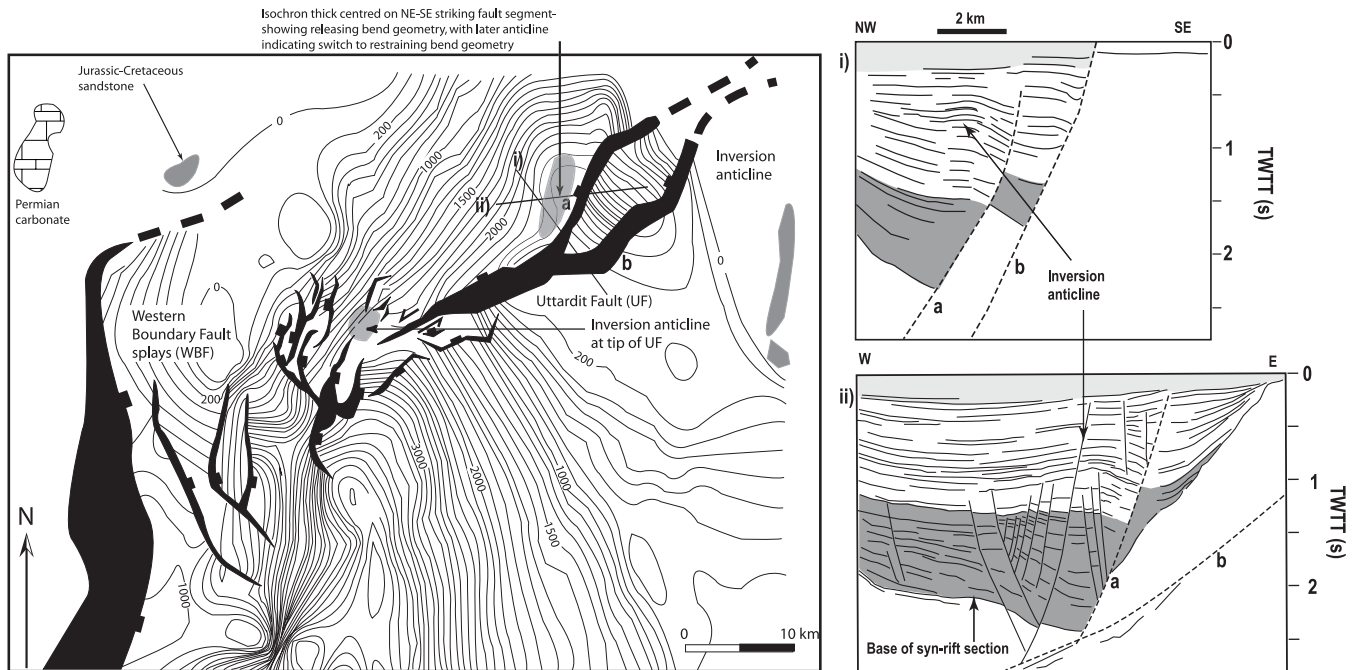 Isochron thick centred on NE-SE striking fault segment-
showing releasing bend geometry, with later anticline
indicating switch to restraining bend geometry
Jurassic-Cretaceous
sandstone
Permian
carbonate
0
200
1000
1500
2000
i)
ii)
a
b
Inversion
anticline
0
Uttardit Fault (UF)
Inversion anticline
at tip of UF
Western
Boundary Fault
splays (WBF)
0
200
200
3000
2000
1000
1500
1000
N
0
10 km
2 km
NW
SE
i)
0
1
2
TWTT (s)
a
b
Inversion
anticline
W
E
ii)
0
1
2
TWTT (s)
a
b
Base of syn-rift section